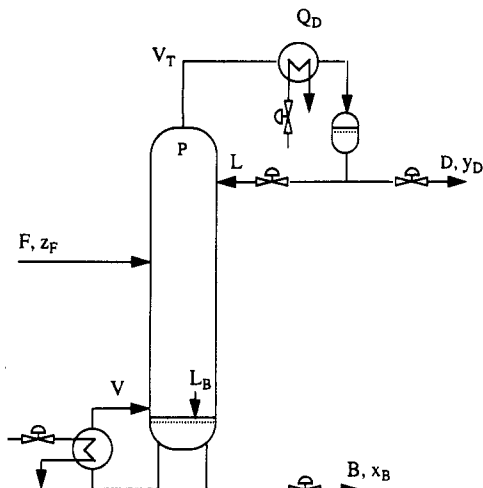 Q_D
V_T
P
L
D, y_D
F, z_F
L_B
V
B, x_B